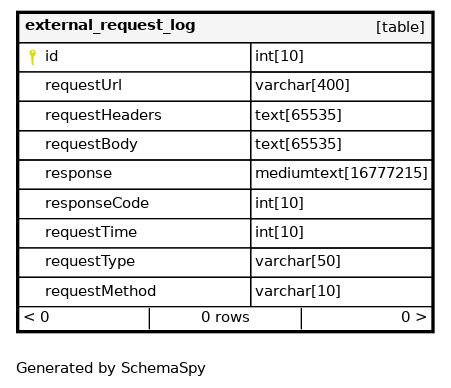 external_request_log [table]
id int[10]
requestUrl varchar[400]
requestHeaders text[65535]
requestBody text[65535]
response mediumtext[16777215]
responseCode int[10]
requestTime int[10]
requestType varchar[50]
requestMethod varchar[10]
< 0 0 rows 0 >
Generated by SchemaSpy